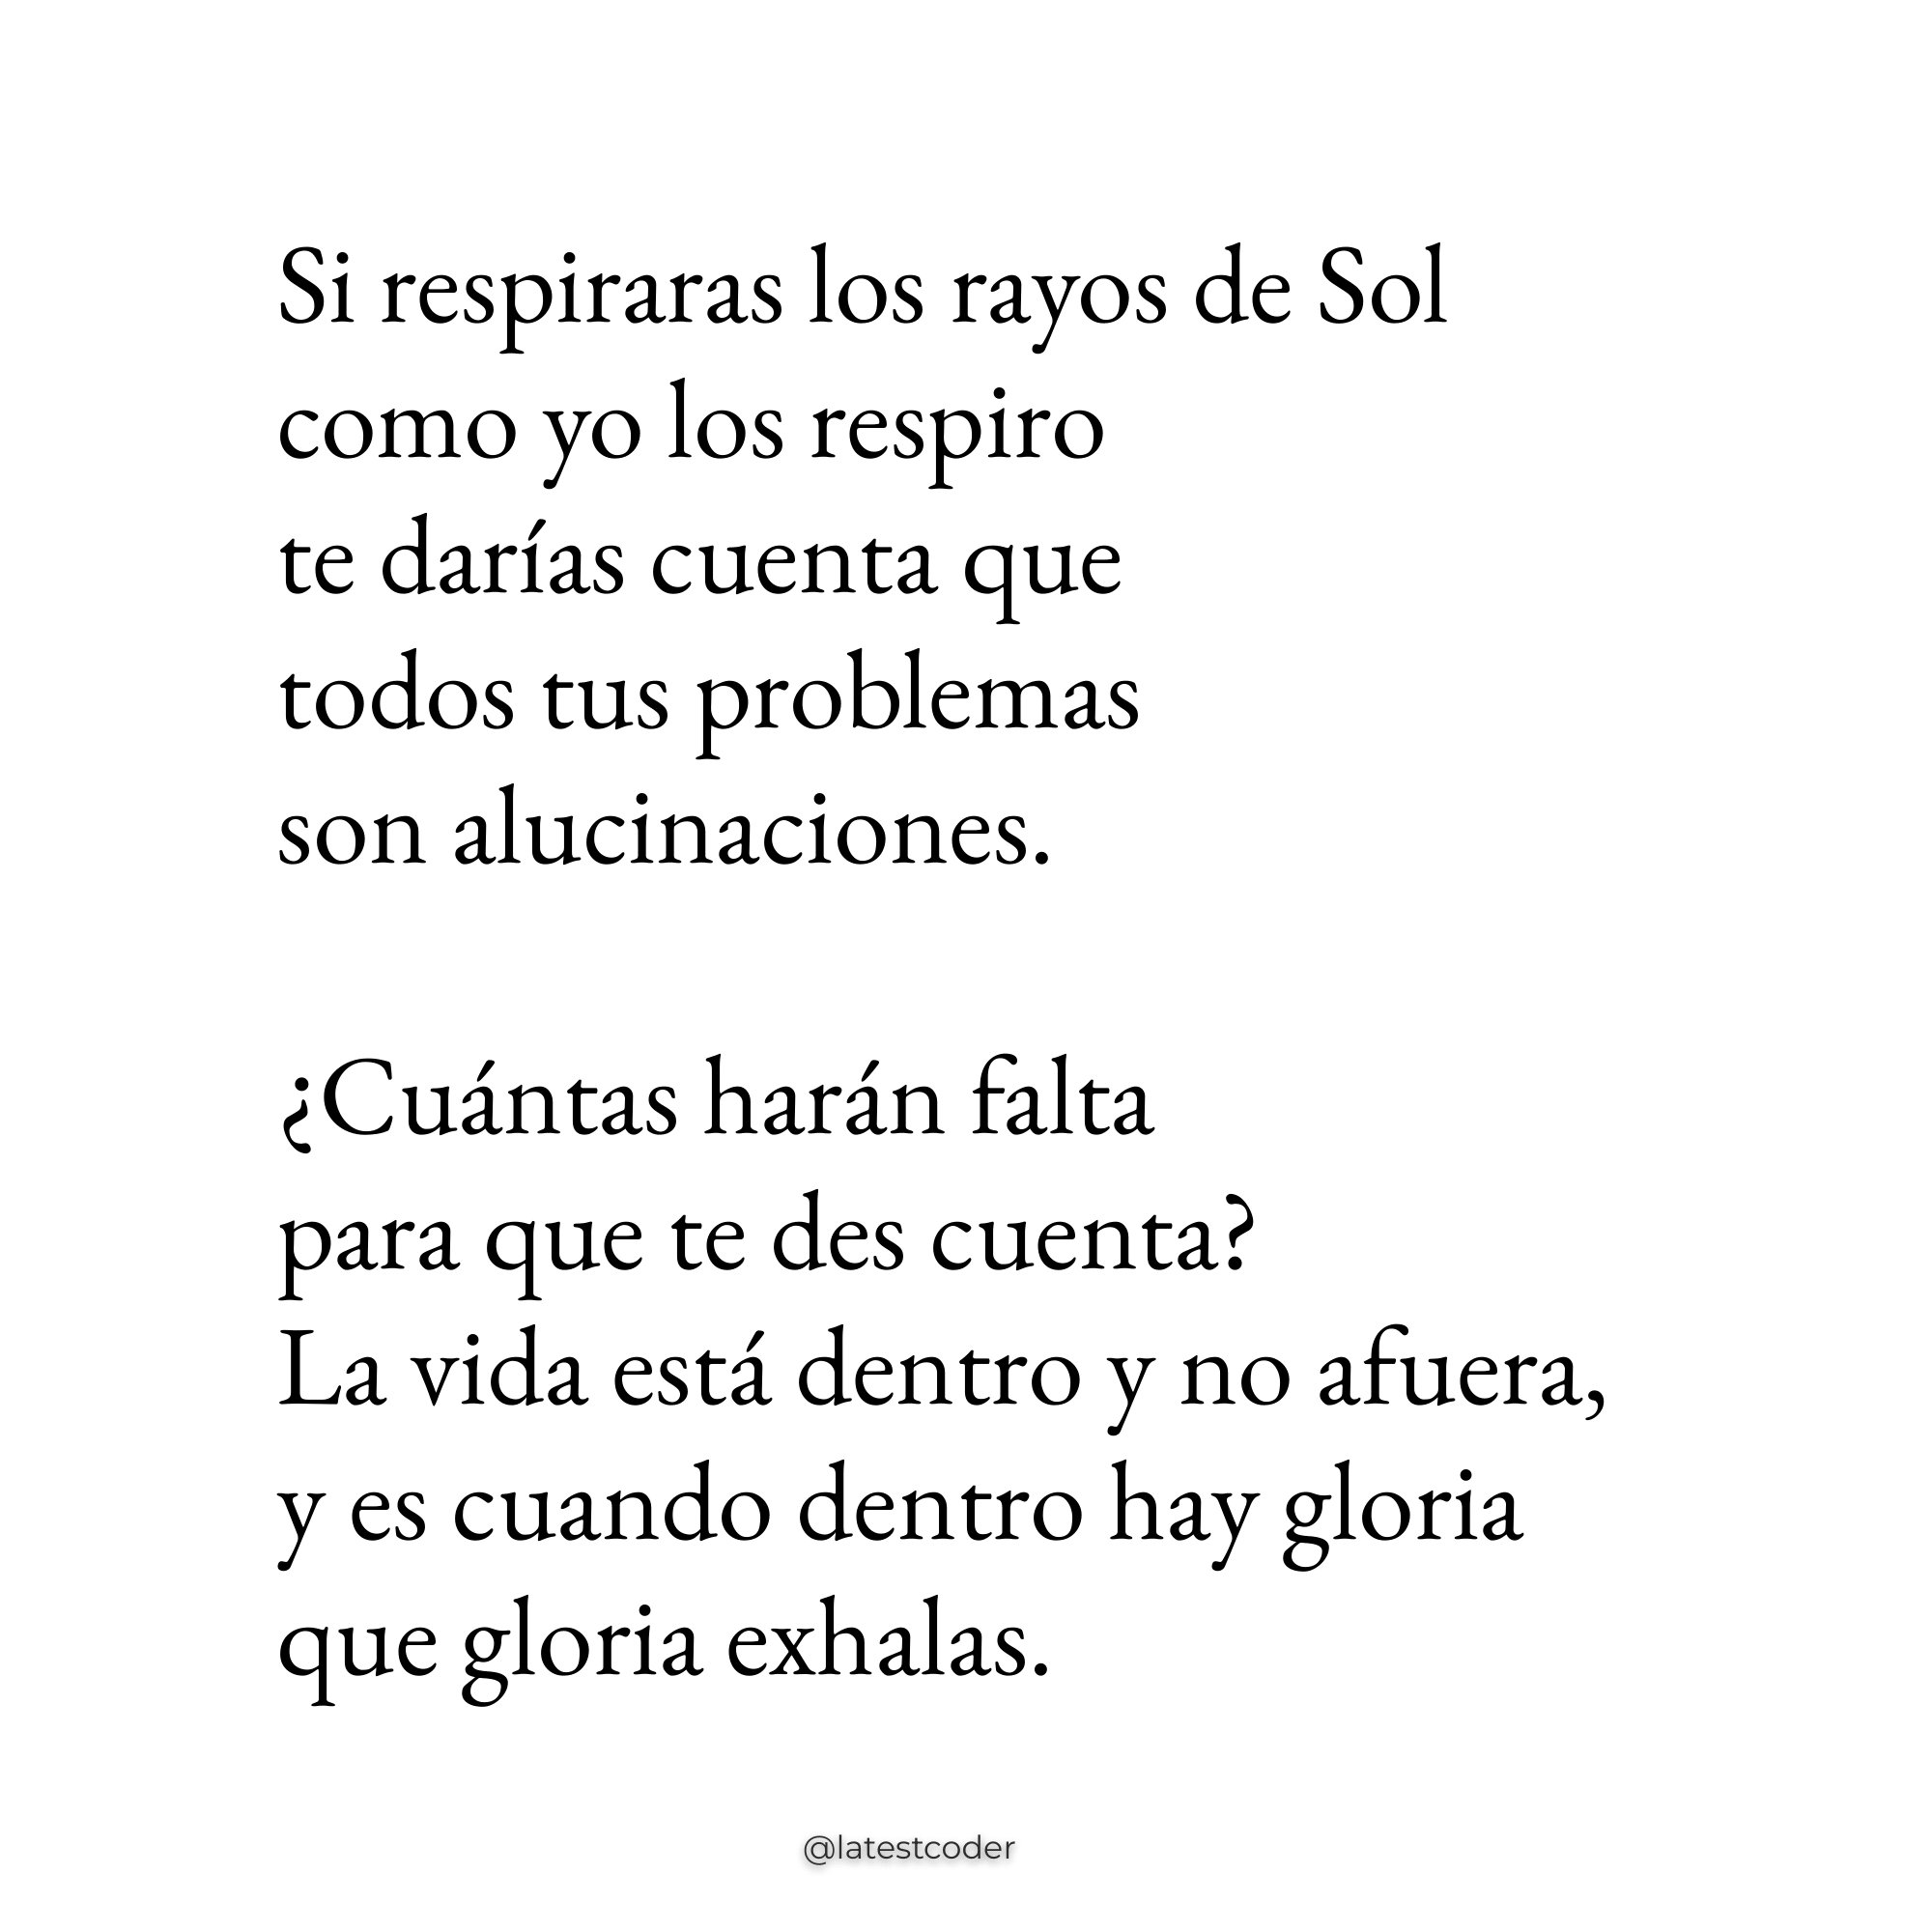 Si respiraras los rayos de Sol
como yo los respiro
te darías cuenta que
todos tus problemas
son alucinaciones.
¿Cuántas harán falta
para que te des cuenta?
La vida está dentro y no afuera,
y es cuando dentro hay gloria
que gloria exhalas.
@latestcoder